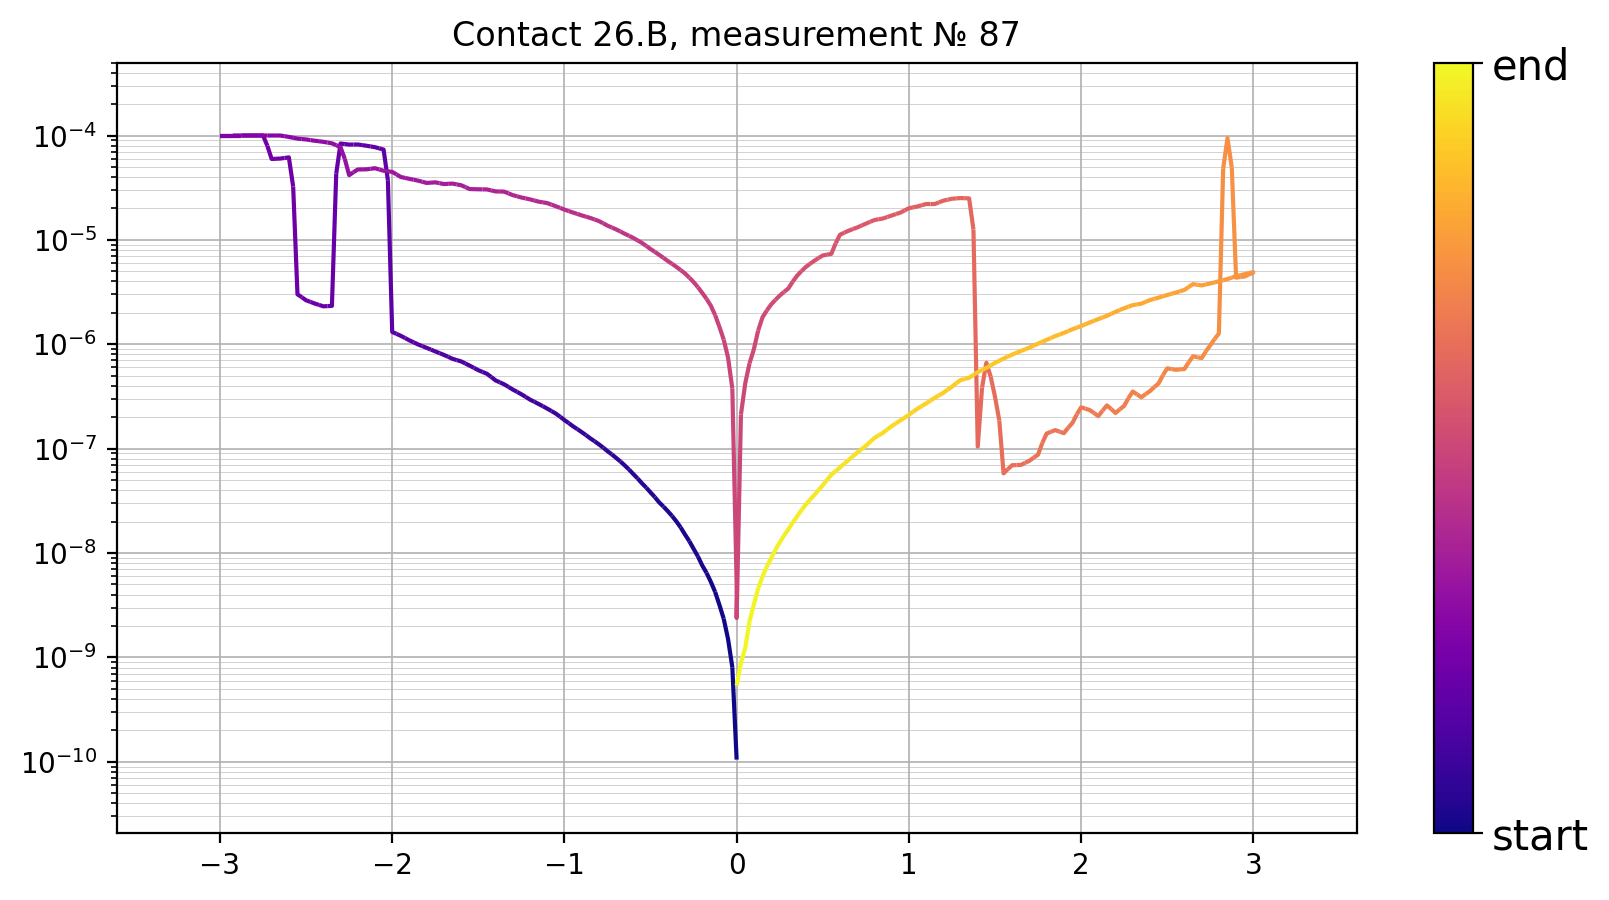 Contact 26.B, measurement № 87
10⁻⁴
10⁻⁵
10⁻⁶
10⁻⁷
10⁻⁸
10⁻⁹
10⁻¹⁰
−3 −2 −1 0 1 2 3
end
start